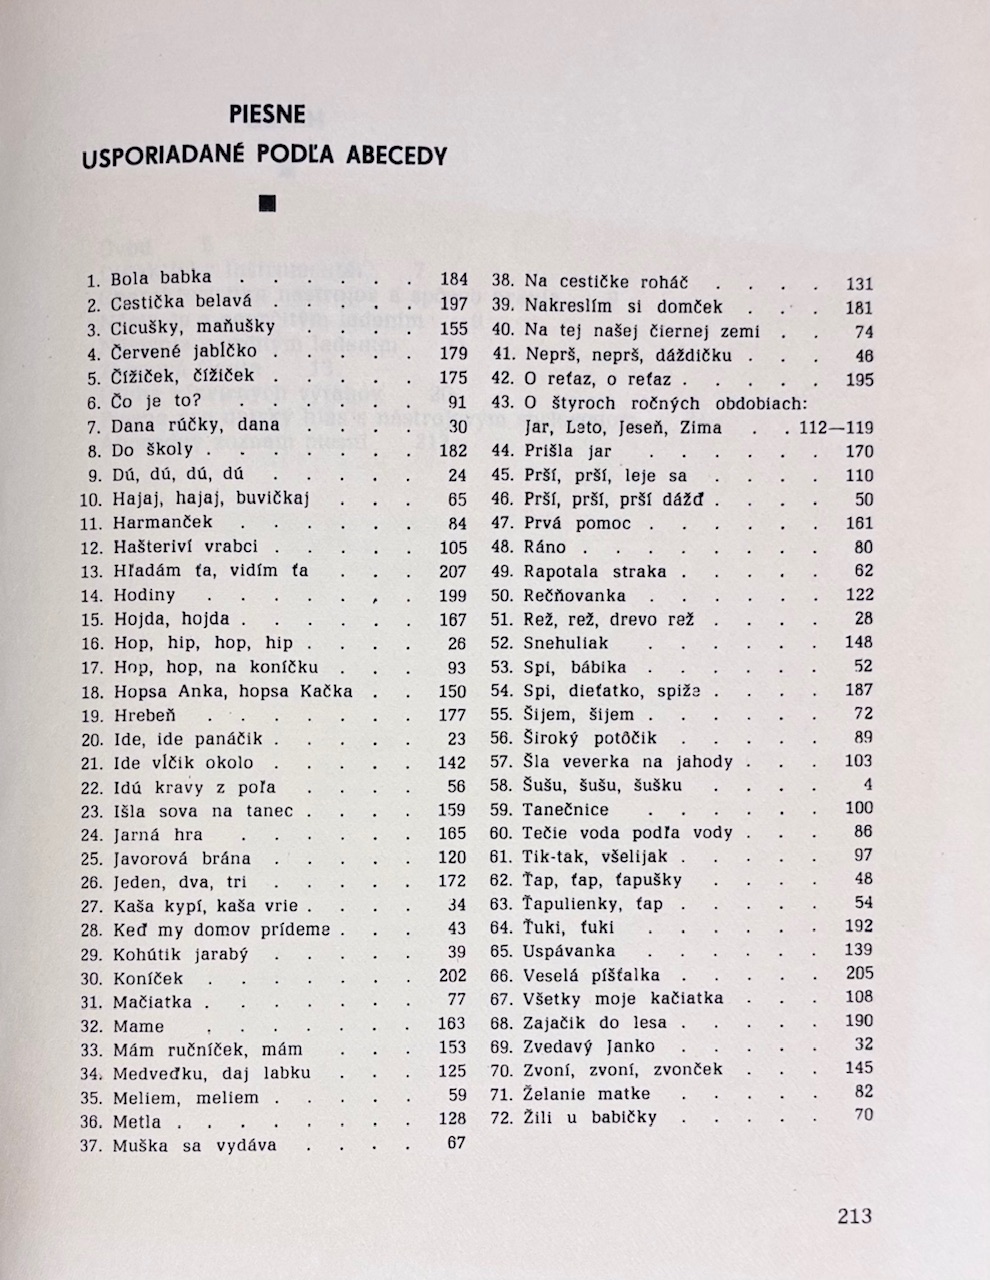 PIESNE
USPORIADANÉ PODĽA ABECEDY
1. Bola babka . . . . . . 184
2. Cestička belavá . . . . 197
3. Cicušky, maňušky . . . 155
4. Červené jabĺčko . . . . . 179
5. Čížiček, čížiček . . . . . 175
6. Čo je to? . . . . . . 91
7. Dana rúčky, dana . . . 30
8. Do školy . . . . . . . 182
9. Dú, dú, dú, dú . . . . . 24
10. Hajaj, hajaj, buvičkaj . . . 65
11. Harmanček . . . . . . 84
12. Hašteriví vrabci . . . . . 105
13. Hľadám ťa, vidím ťa . . . 207
14. Hodiny . . . . . . . 199
15. Hojda, hojda . . . . . . 167
16. Hop, hip, hop, hip . . . . 26
17. Hop, hop, na koníčku . . . 93
18. Hopsa Anka, hopsa Kačka . . 150
19. Hrebeň . . . . . . . 177
20. Ide, ide panáčik . . . . . 23
21. Ide vĺčik okolo . . . . . 142
22. Idú kravy z poľa . . . . 56
23. Išla sova na tanec . . . . 159
24. Jarná hra . . . . . . 165
25. Javorová brána . . . . . 120
26. Jeden, dva, tri . . . . . 172
27. Kaša kypí, kaša vrie . . . . 34
28. Keď my domov prídeme . . . 43
29. Kohútik jarabý . . . . . 39
30. Koníček . . . . . . . 202
31. Mačiatka . . . . . . . 77
32. Mame . . . . . . . 163
33. Mám ručníček, mám . . . 153
34. Medveďku, daj labku . . . 125
35. Meliem, meliem . . . . . 59
36. Metla . . . . . . . . 128
37. Muška sa vydáva . . . . 67
38. Na cestičke roháč . . . . 131
39. Nakreslím si domček . . . 181
40. Na tej našej čiernej zemi . . 74
41. Neprš, neprš, dáždičku . . . 46
42. O reťaz, o reťaz . . . . . 195
43. O štyroch ročných obdobiach:
Jar, Leto, Jeseň, Zima . . 112—119
44. Prišla jar . . . . . . 170
45. Prší, prší, leje sa . . . . 110
46. Prší, prší, prší dážď . . . . 50
47. Prvá pomoc . . . . . . 161
48. Ráno . . . . . . . . 80
49. Rapotala straka . . . . . 62
50. Rečňovanka . . . . . . 122
51. Rež, rež, drevo rež . . . . 28
52. Snehuliak . . . . . . 148
53. Spi, bábika . . . . . . 52
54. Spi, dieťatko, spiže . . . . 187
55. Šijem, šijem . . . . . . 72
56. Široký potôčik . . . . . 89
57. Šla veverka na jahody . . . 103
58. Šušu, šušu, šušku . . . . 4
59. Tanečnice . . . . . . 100
60. Tečie voda podľa vody . . . 86
61. Tik-tak, všelijak . . . . . 97
62. Ťap, ťap, ťapušky . . . . 48
63. Ťapulienky, ťap . . . . . 54
64. Ťuki, ťuki . . . . . . 192
65. Uspávanka . . . . . . 139
66. Veselá píšťalka . . . . . 205
67. Všetky moje kačiatka . . . 108
68. Zajačik do lesa . . . . . 190
69. Zvedavý Janko . . . . . 32
70. Zvoní, zvoní, zvonček . . . 145
71. Želanie matke . . . . . 82
72. Žili u babičky . . . . . 70
213